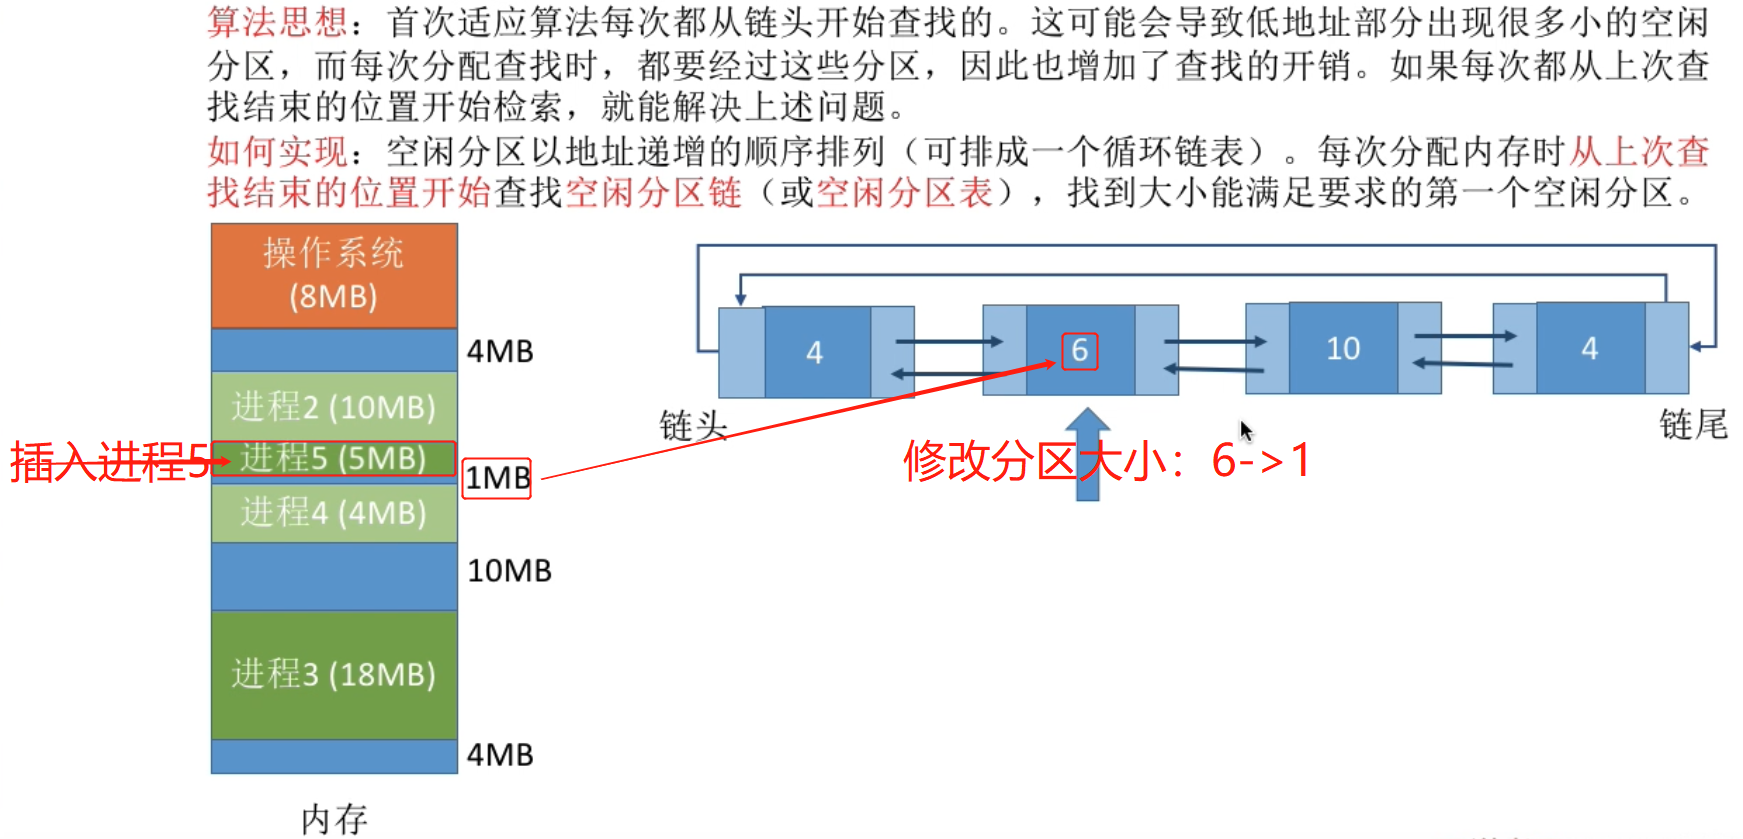 算法思想：首次适应算法每次都从链头开始查找的。这可能会导致低地址部分出现很多小的空闲
分区，而每次分配查找时，都要经过这些分区，因此也增加了查找的开销。如果每次都从上次查
找结束的位置开始检索，就能解决上述问题。
如何实现：空闲分区以地址递增的顺序排列（可排成一个循环链表）。每次分配内存时从上次查
找结束的位置开始查找空闲分区链（或空闲分区表），找到大小能满足要求的第一个空闲分区。
操作系统
(8MB)
4MB
进程2 (10MB)
插入进程5
进程5 (5MB)
1MB
进程4 (4MB)
10MB
进程3 (18MB)
4MB
内存
4
6
10
4
链头
链尾
修改分区大小：6->1